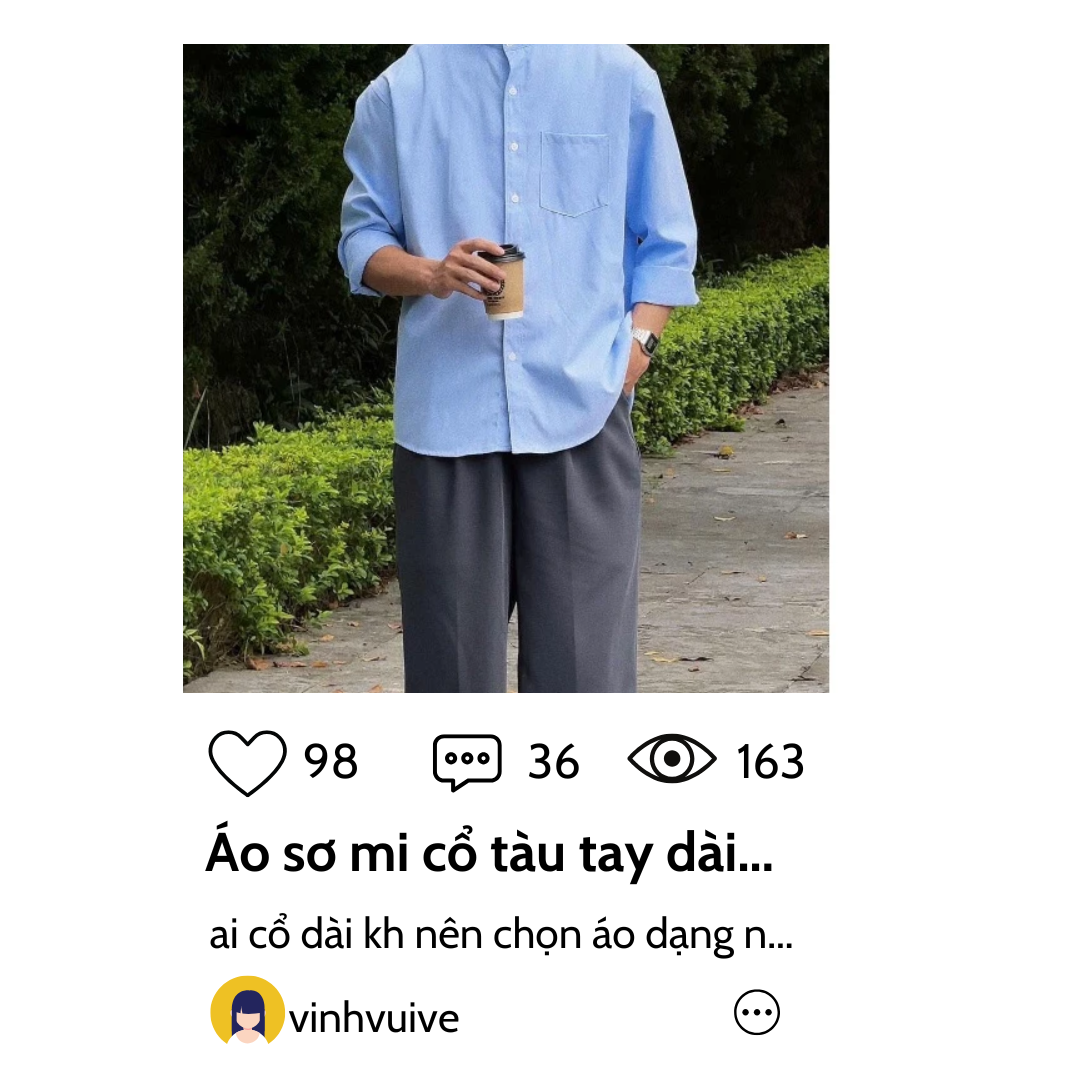 98 36 163
Áo sơ mi cổ tàu tay dài...
ai cổ dài kh nên chọn áo dạng n...
vinhvuive